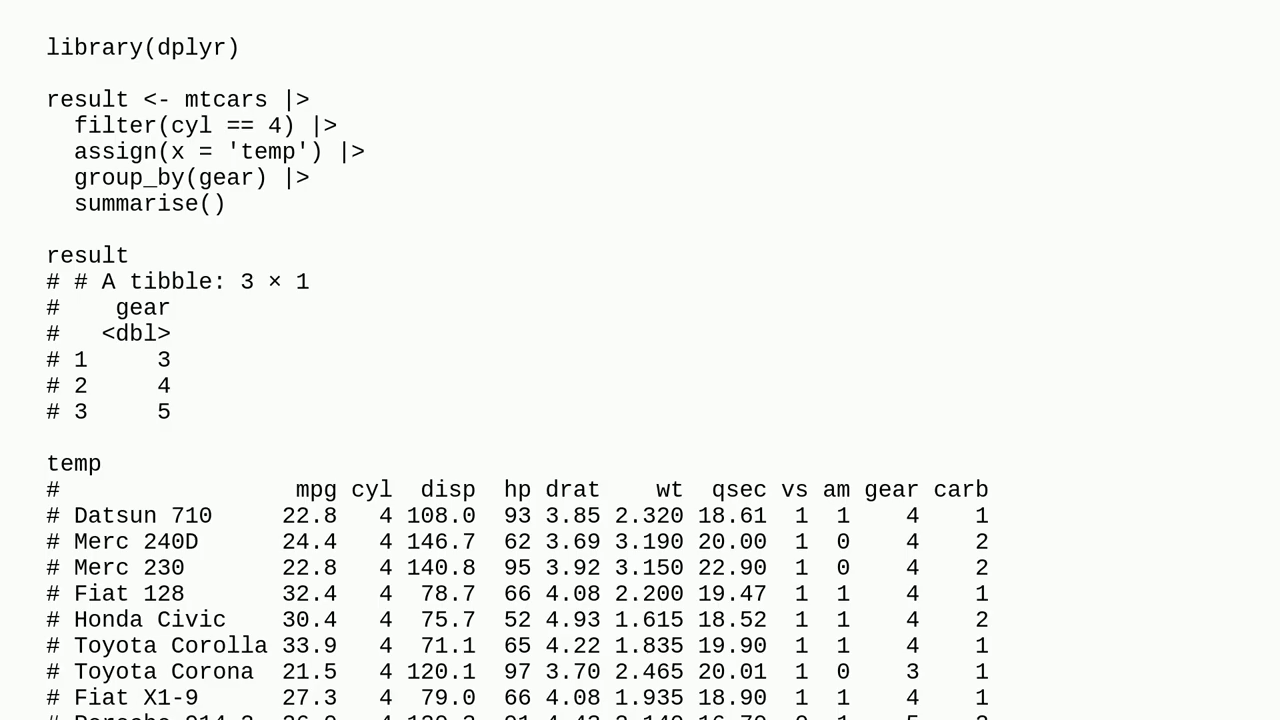 library(dplyr)

result <- mtcars |>
  filter(cyl == 4) |>
  assign(x = 'temp') |>
  group_by(gear) |>
  summarise()

result
# # A tibble: 3 × 1
#    gear
#   <dbl>
# 1     3
# 2     4
# 3     5

temp
#                 mpg cyl  disp  hp drat    wt  qsec vs am gear carb
# Datsun 710     22.8   4 108.0  93 3.85 2.320 18.61  1  1    4    1
# Merc 240D      24.4   4 146.7  62 3.69 3.190 20.00  1  0    4    2
# Merc 230       22.8   4 140.8  95 3.92 3.150 22.90  1  0    4    2
# Fiat 128       32.4   4  78.7  66 4.08 2.200 19.47  1  1    4    1
# Honda Civic    30.4   4  75.7  52 4.93 1.615 18.52  1  1    4    2
# Toyota Corolla 33.9   4  71.1  65 4.22 1.835 19.90  1  1    4    1
# Toyota Corona  21.5   4 120.1  97 3.70 2.465 20.01  1  0    3    1
# Fiat X1-9      27.3   4  79.0  66 4.08 1.935 18.90  1  1    4    1